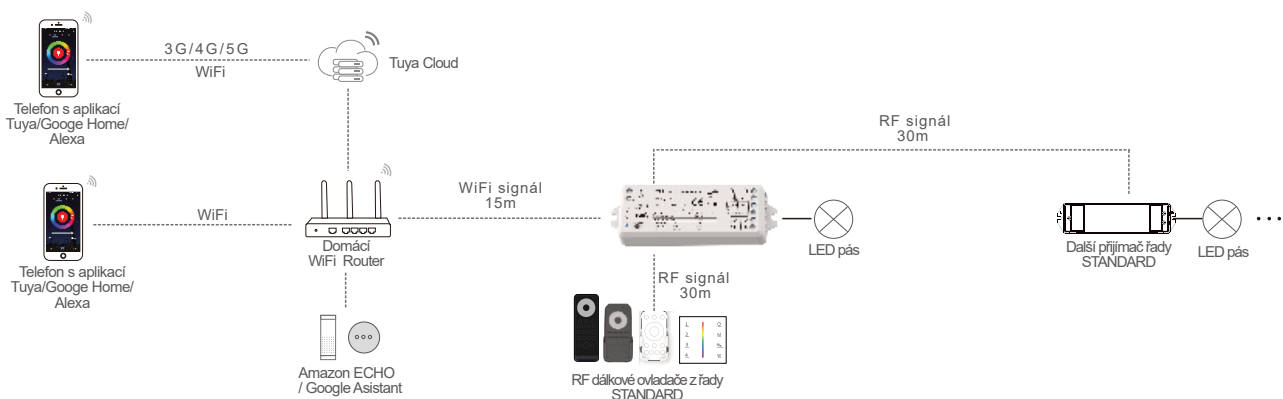 3G/4G/5G
WiFi
Tuya Cloud
Telefon s aplikací
Tuya/Googe Home/
Alexa
RF signál
30m
WiFi
WiFi signál
15m
Domácí
WiFi Router
LED pás
Další přijímač řady
STANDARD
LED pás
Telefon s aplikací
Tuya/Googe Home/
Alexa
RF signál
30m
Amazon ECHO
/ Google Asistant
RF dálkové ovladače z řady
STANDARD